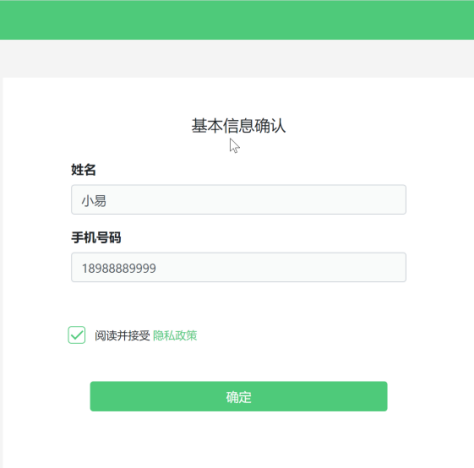 基本信息确认
姓名
小易
手机号码
18988889999
阅读并接受 隐私政策
确定